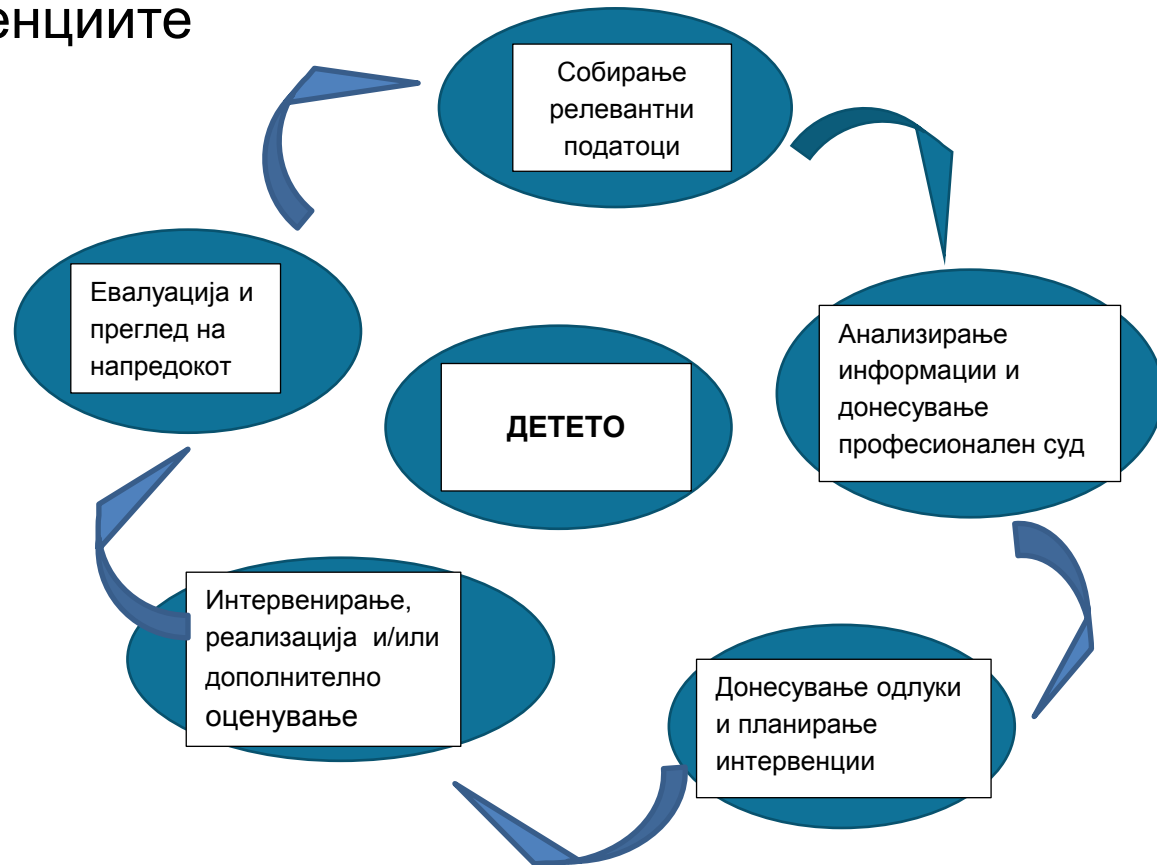 енциите
Собирање
релевантни
податоци
Анализирање
информации и
донесување
професионален суд
Донесување одлуки
и планирање
интервенции
Интервенирање,
реализација и/или
дополнително
оценување
Евалуација и
преглед на
напредокот
ДЕТЕТО